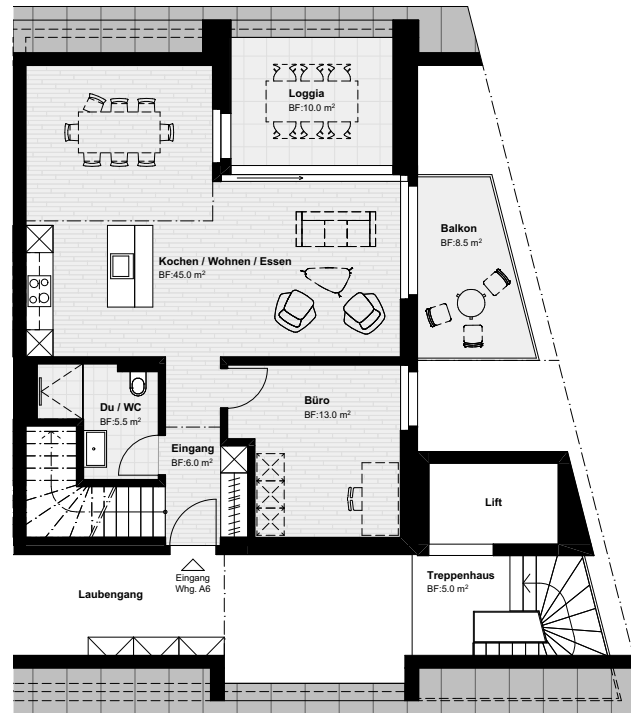 Loggia
BF:10.0 m²
Balkon
BF:8.5 m²
Kochen / Wohnen / Essen
BF:45.0 m²
Du / WC
BF:5.5 m²
Büro
BF:13.0 m²
Eingang
BF:6.0 m²
Lift
Eingang
Whg. A6
Laubengang
Treppenhaus
BF:5.0 m²